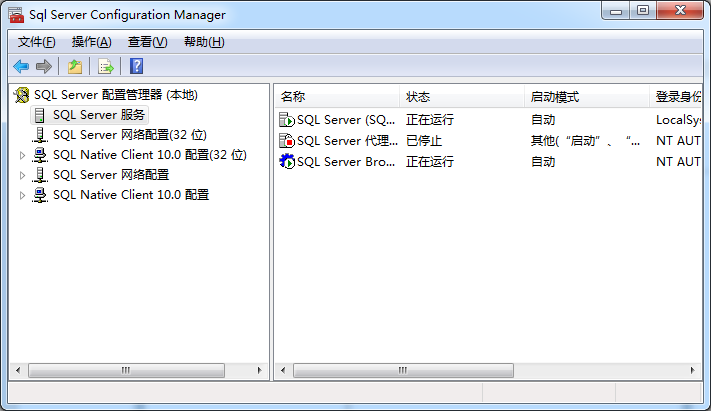 Sql Server Configuration Manager
文件(F) 操作(A) 查看(V) 帮助(H)
SQL Server 配置管理器 (本地)
SQL Server 服务
SQL Server 网络配置(32 位)
SQL Native Client 10.0 配置(32 位)
SQL Server 网络配置
SQL Native Client 10.0 配置
名称 状态 启动模式 登录身份
SQL Server (SQ... 正在运行 自动 LocalSys
SQL Server 代理... 已停止 其他(“启动”、“... NT AUT
SQL Server Bro... 正在运行 自动 NT AUT